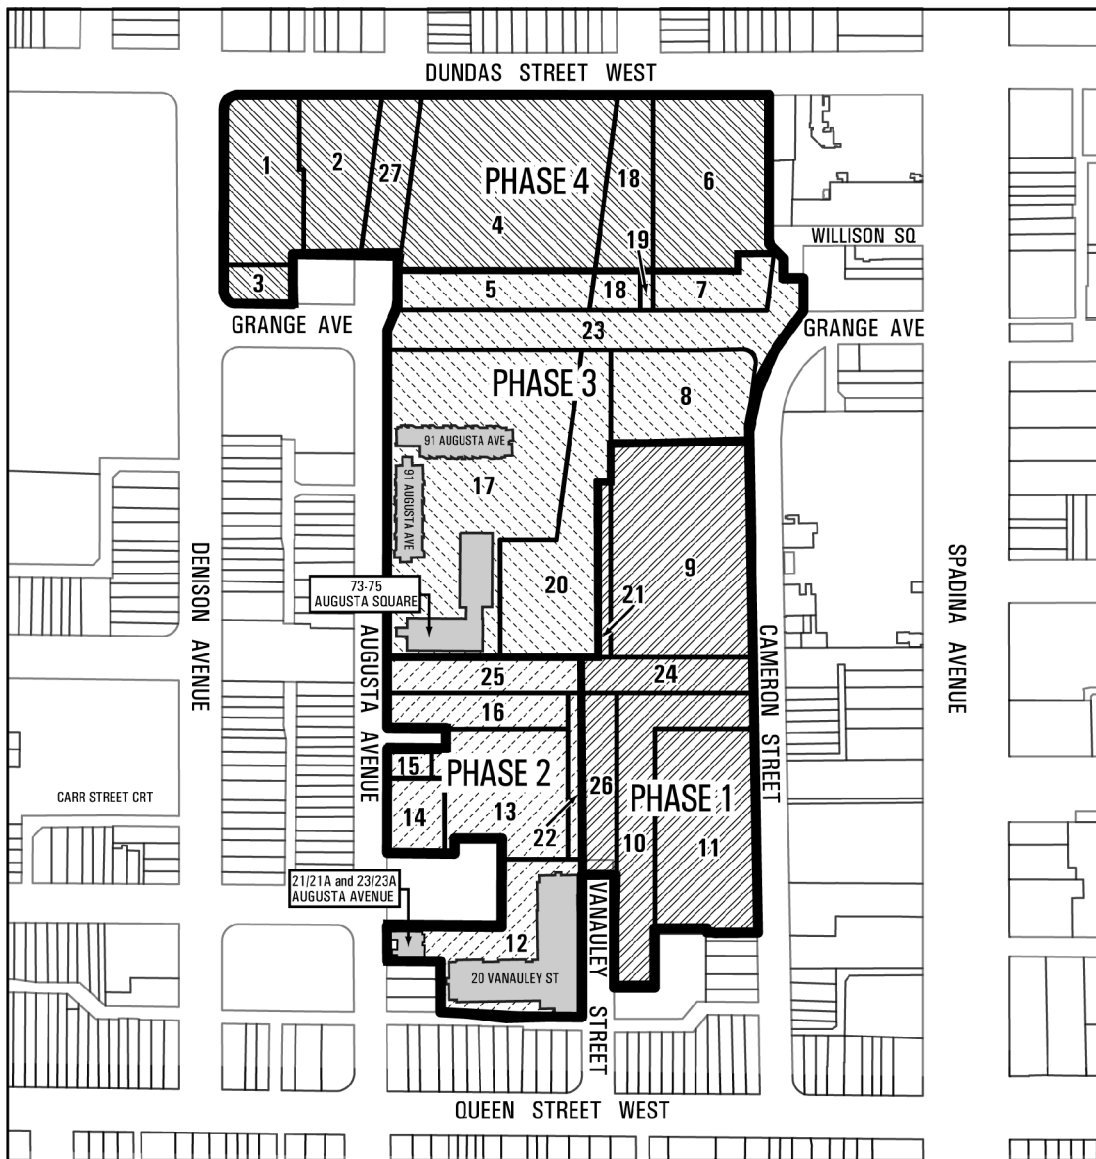 DUNDAS STREET WEST
1
2
27
PHASE 4
18
6
4
19
WILLISON SQ
3
5
18
7
GRANGE AVE
23
GRANGE AVE
PHASE 3
8
91 AUGUSTA AVE
91 AUGUSTA AVE
17
9
20
21
73-75
AUGUSTA SQUARE
DENISON AVENUE
AUGUSTA AVENUE
CAMERON STREET
SPADINA AVENUE
25
24
16
15
PHASE 2
26
PHASE 1
CARR STREET CRT
14
13
22
10
11
21/21A and 23/23A
AUGUSTA AVENUE
12
VANAULEY STREET
20 VANAULEY ST
QUEEN STREET WEST